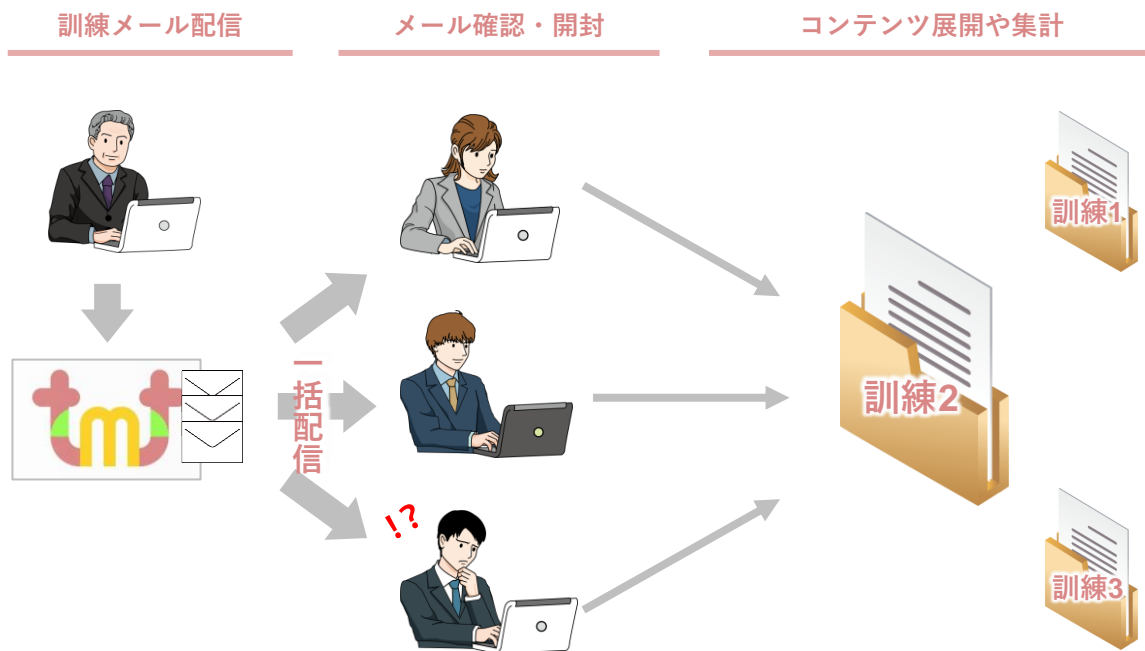 訓練メール配信
メール確認・開封
コンテンツ展開や集計
訓練1
tmt
一括配信
訓練2
!?
訓練3